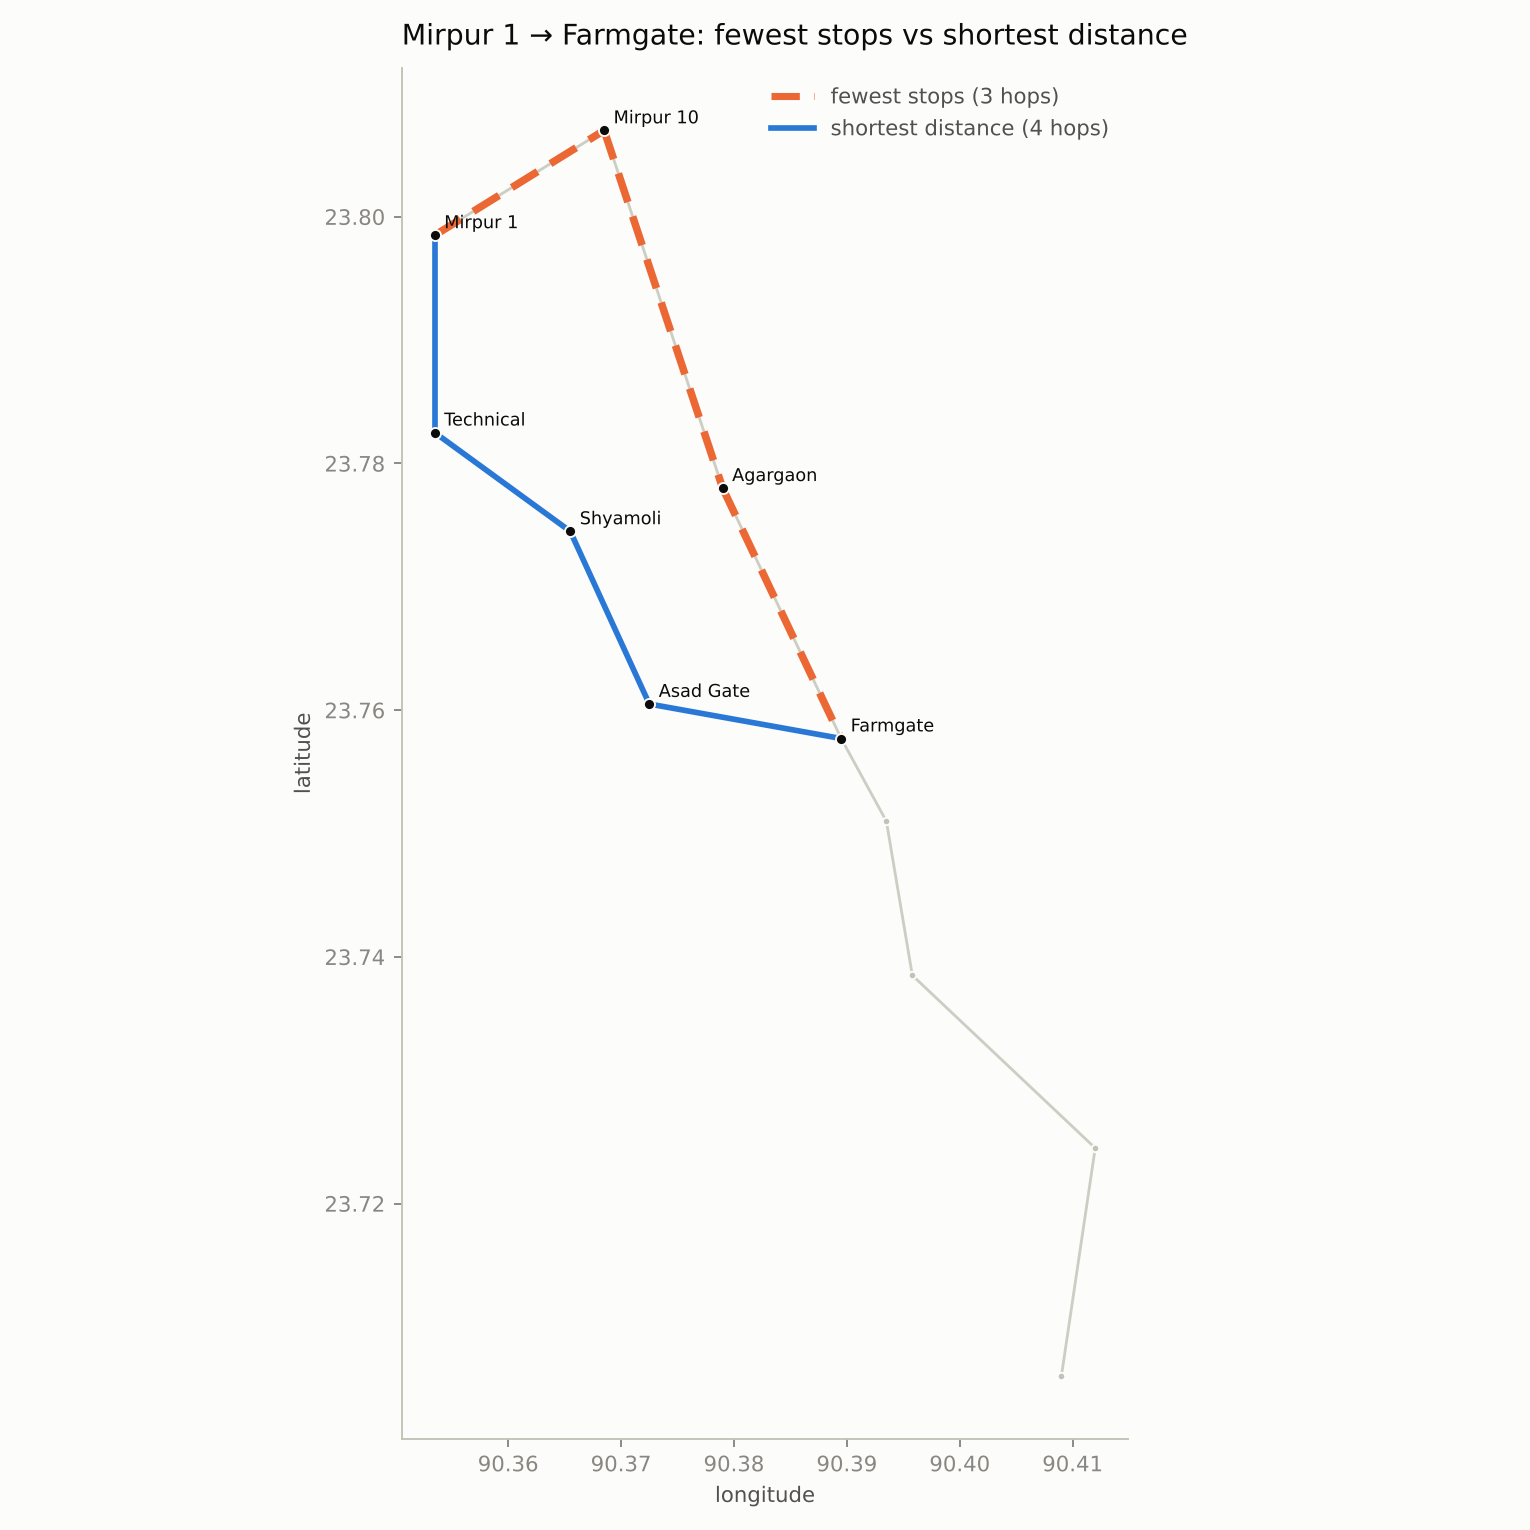 Mirpur 1 → Farmgate: fewest stops vs shortest distance
fewest stops (3 hops)
shortest distance (4 hops)
Mirpur 10
Mirpur 1
Technical
Agargaon
Shyamoli
Asad Gate
Farmgate
latitude
23.80
23.78
23.76
23.74
23.72
90.36 90.37 90.38 90.39 90.40 90.41
longitude